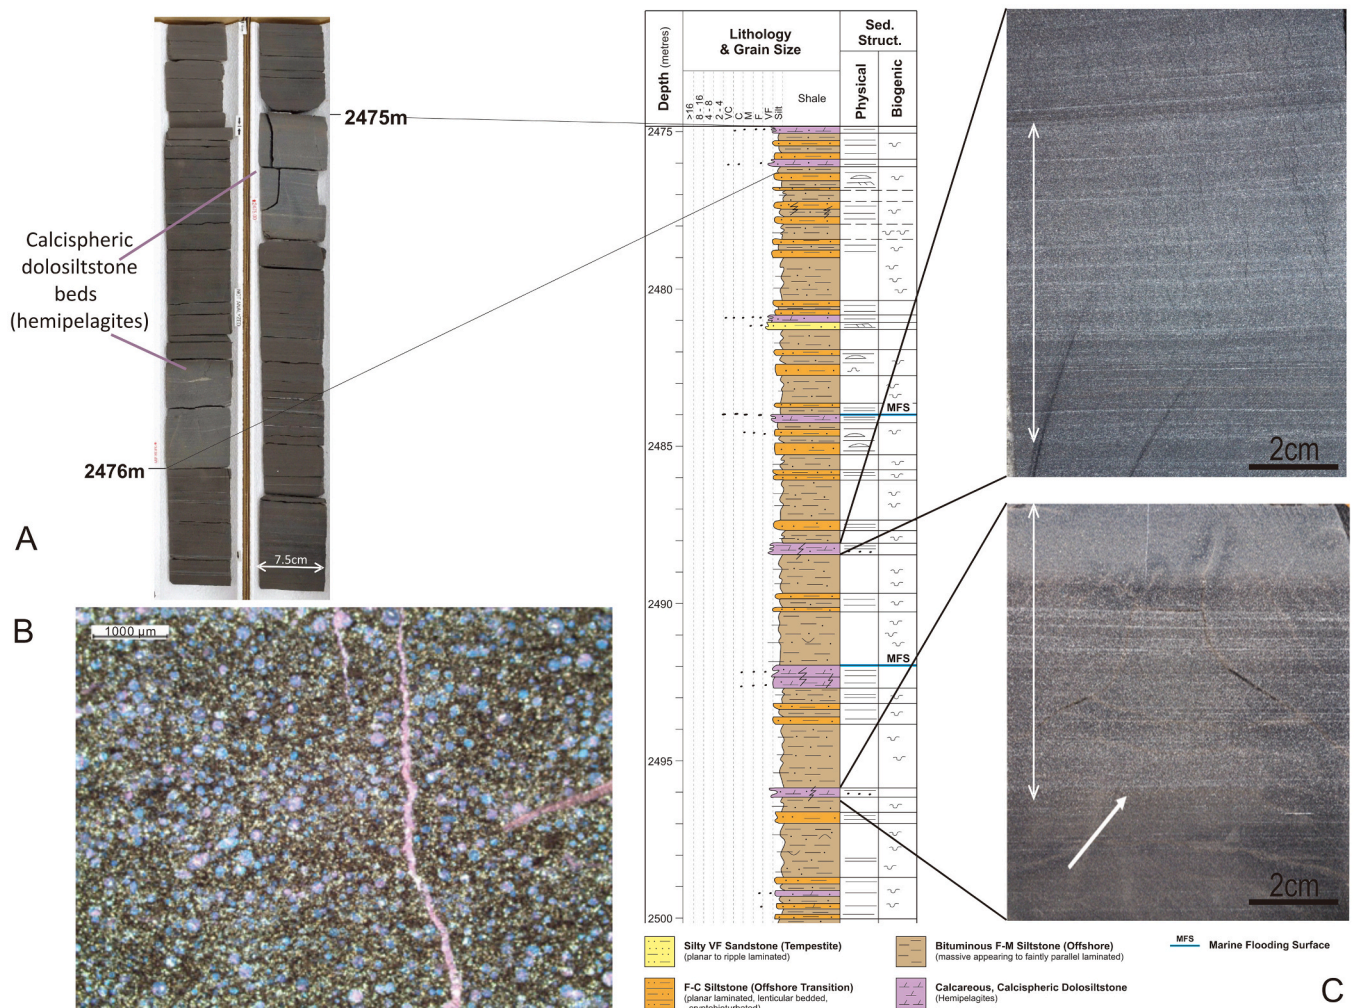 2475m
Calcispheric
dolosiltstone
beds
(hemipelagites)
2476m
7.5cm
A
B
1000 µm
Lithology
& Grain Size
Sed.
Struct.
Depth (metres)
>16
8 - 16
4 - 8
2 - 4
VC
C
M
F
VF
Silt
Shale
Physical
Biogenic
2475
2480
MFS
2485
2490
MFS
2495
2500
2cm
2cm
Silty VF Sandstone (Tempestite)
(planar to ripple laminated)
F-C Siltstone (Offshore Transition)
(planar laminated, lenticular bedded,
cryptobioturbated)
Bituminous F-M Siltstone (Offshore)
(massive appearing to faintly parallel laminated)
Calcareous, Calcispheric Dolosiltstone
(Hemipelagites)
MFS
Marine Flooding Surface
C